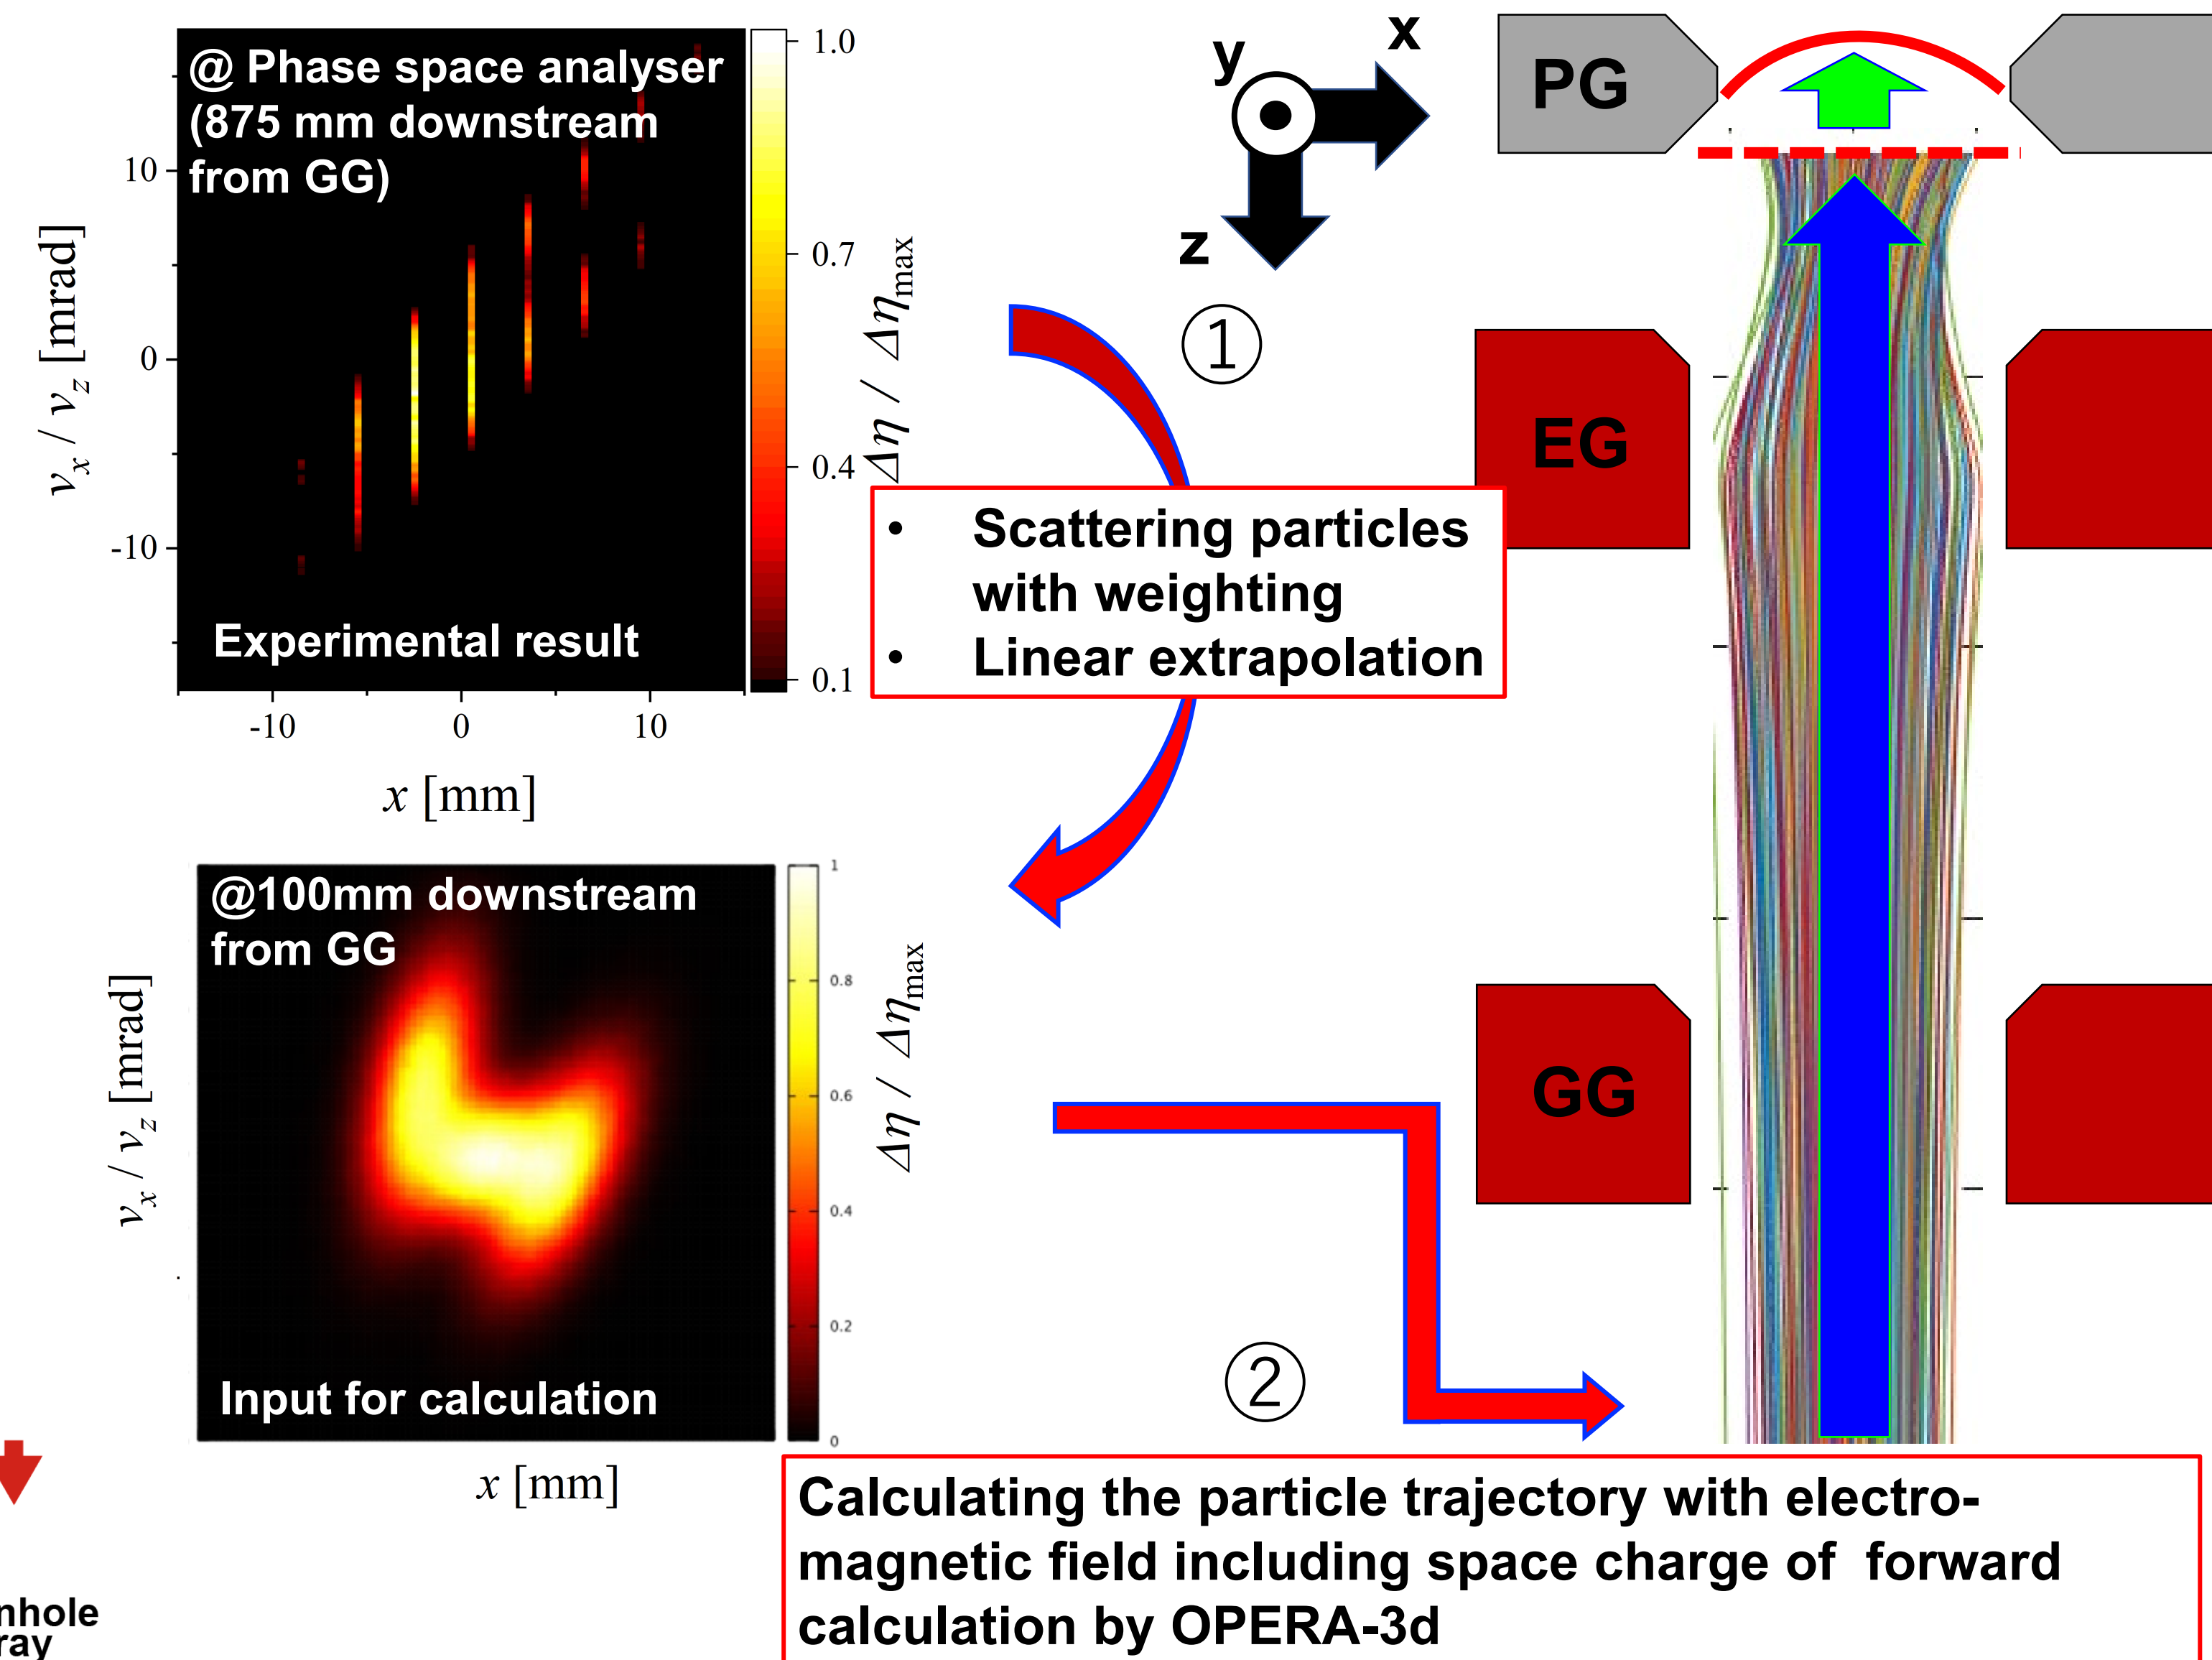 @ Phase space analyser
(875 mm downstream
from GG)
Experimental result
10
0
-10
-10
0
10
x [mm]
v_x / v_z [mrad]
1.0
0.7
0.4
0.1
Δη / Δη_max
y
x
z
①
• Scattering particles
with weighting
• Linear extrapolation
PG
EG
GG
@100mm downstream
from GG
Input for calculation
v_x / v_z [mrad]
x [mm]
1
0.8
0.6
0.4
0.2
0
Δη / Δη_max
②
Calculating the particle trajectory with electro-
magnetic field including space charge of forward
calculation by OPERA-3d
nhole
ray